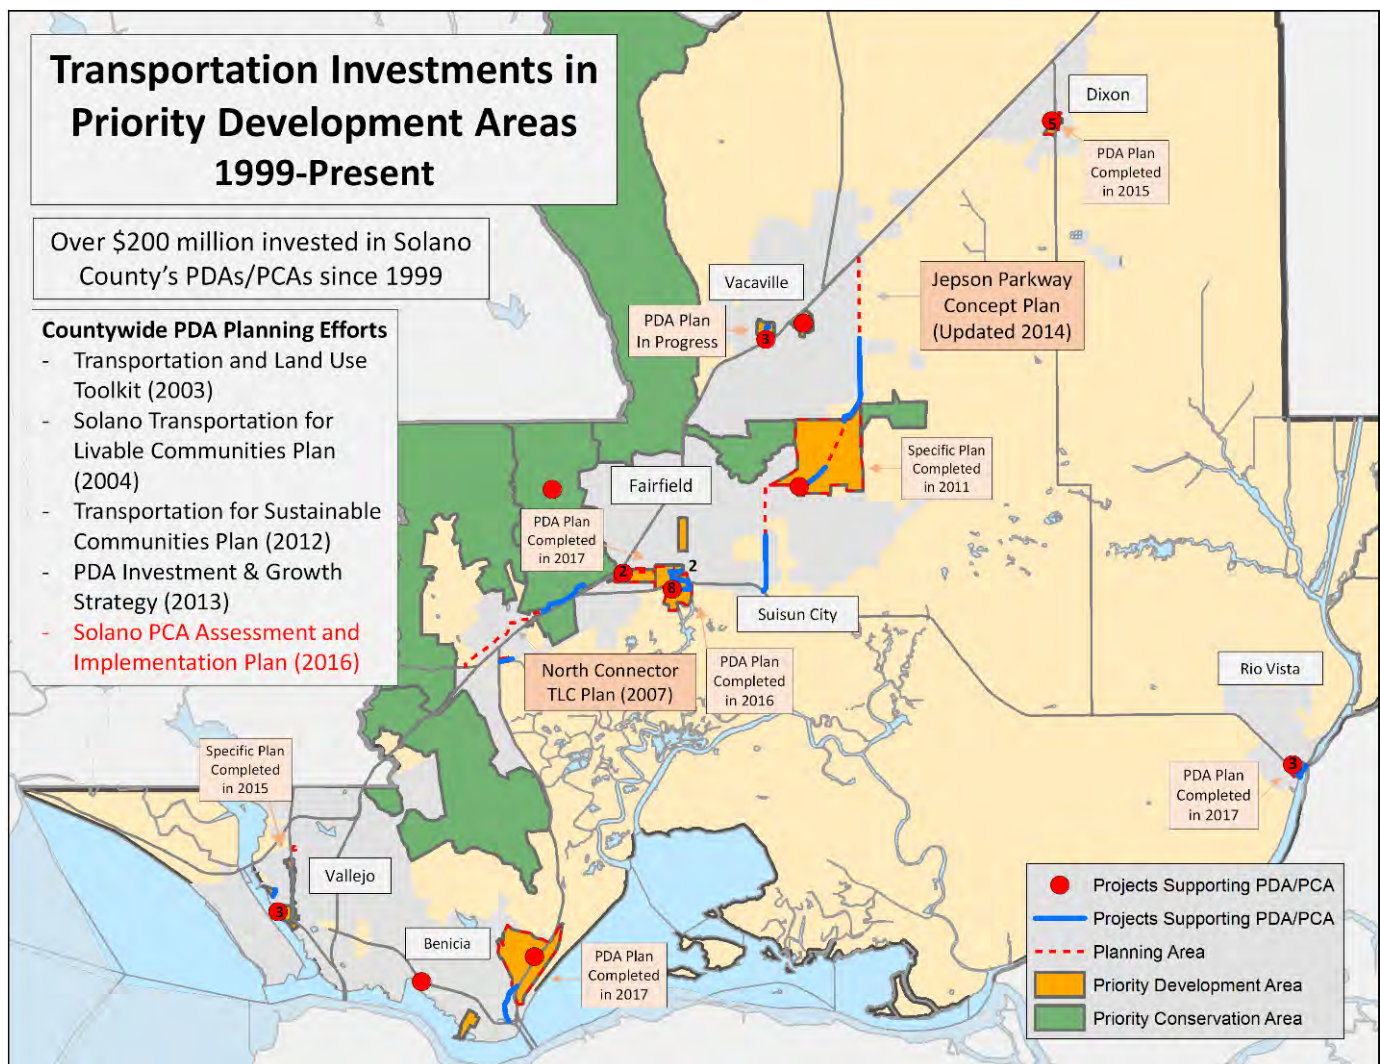 Transportation Investments in
Priority Development Areas
1999-Present
Over $200 million invested in Solano
County's PDAs/PCAs since 1999
Countywide PDA Planning Efforts
- Transportation and Land Use
Toolkit (2003)
- Solano Transportation for
Livable Communities Plan
(2004)
- Transportation for Sustainable
Communities Plan (2012)
- PDA Investment & Growth
Strategy (2013)
- Solano PCA Assessment and
Implementation Plan (2016)
Dixon
5
PDA Plan
Completed
in 2015
Vacaville
PDA Plan
In Progress
3
Jepson Parkway
Concept Plan
(Updated 2014)
Specific Plan
Completed
in 2011
Fairfield
PDA Plan
Completed
in 2017
2
2
8
Suisun City
North Connector
TLC Plan (2007)
PDA Plan
Completed
in 2016
Rio Vista
3
PDA Plan
Completed
in 2017
Specific Plan
Completed
in 2015
Vallejo
3
Benicia
PDA Plan
Completed
in 2017
Projects Supporting PDA/PCA
Projects Supporting PDA/PCA
Planning Area
Priority Development Area
Priority Conservation Area